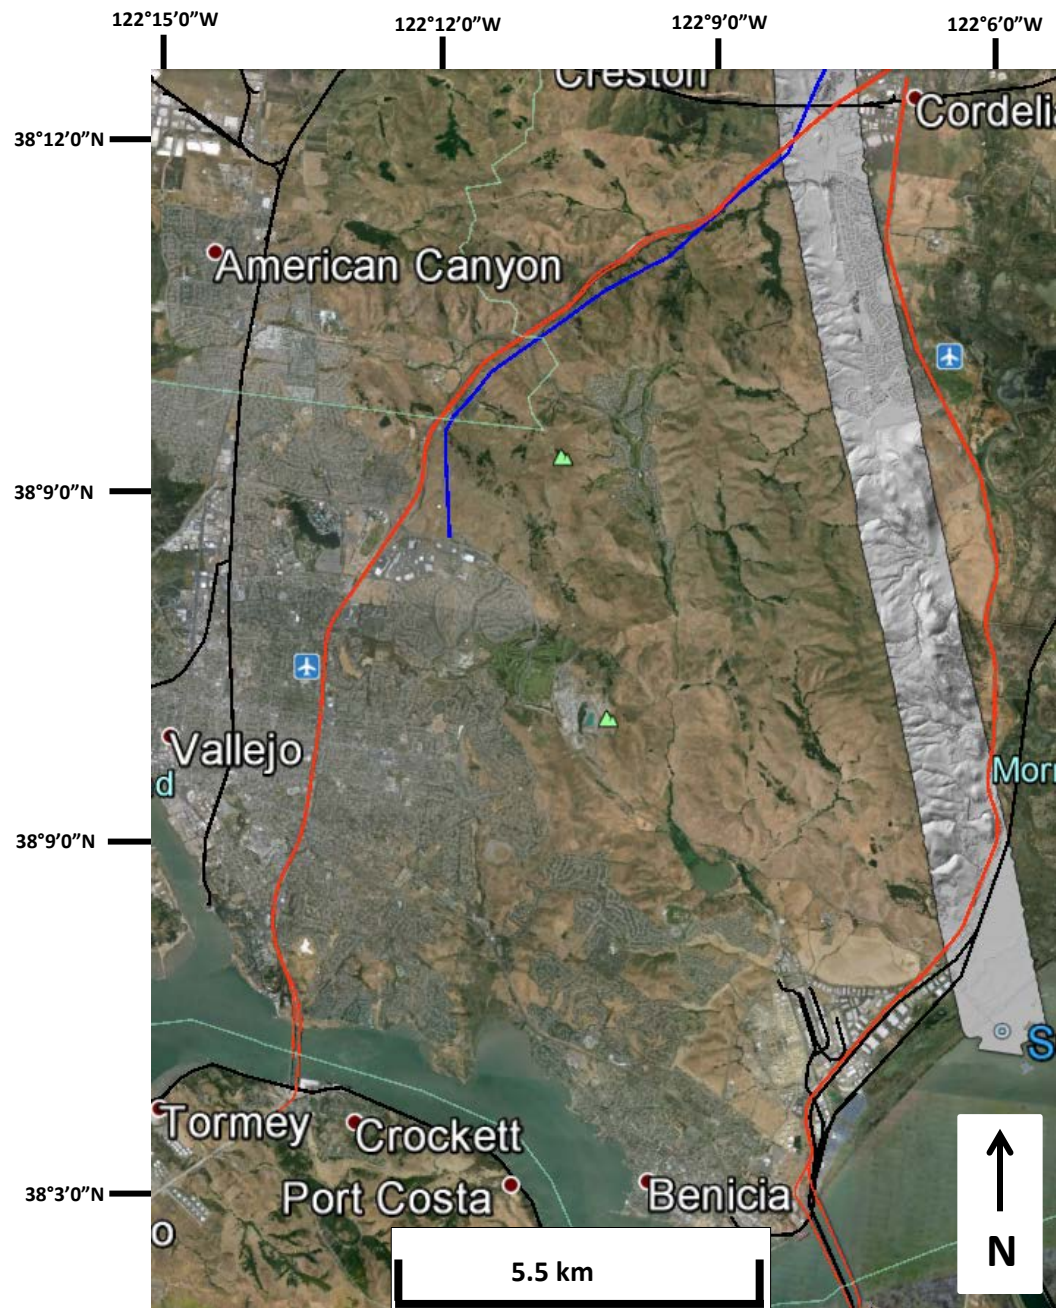 122°15’0”W 122°12’0”W 122°9’0”W 122°6’0”W
Creston
Cordelia
38°12’0”N
American Canyon
38°9’0”N
Vallejo
d
Morr
38°9’0”N
S
Tormey
Crockett
Port Costa
Benicia
38°3’0”N
o
5.5 km
N